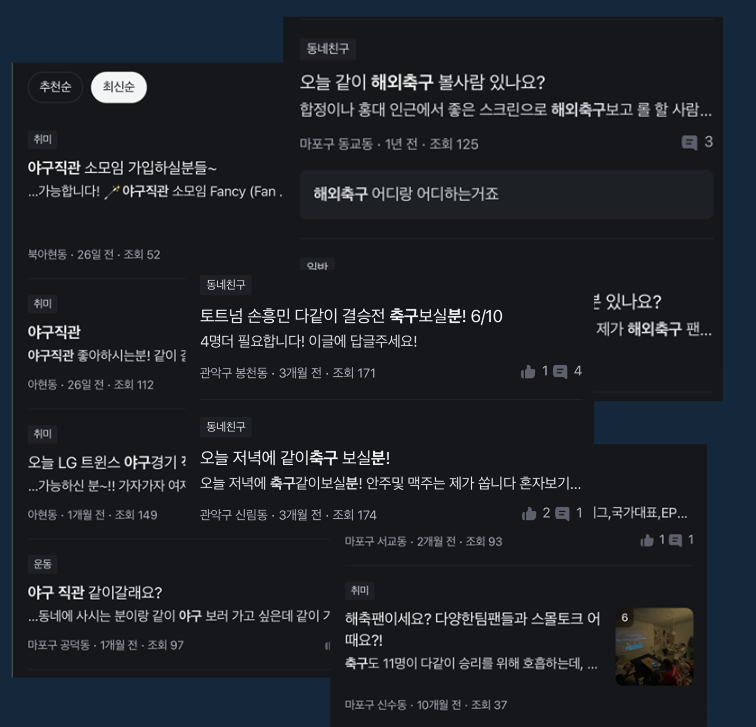 추천순 최신순
취미
야구직관 소모임 가입하실분들~
...가능합니다! 야구직관 소모임 Fancy (Fan .
북아현동 · 26일 전 · 조회 52
취미
야구직관
야구직관 좋아하시는분! 같이
아현동 · 26일 전 · 조회 112
취미
오늘 LG 트윈스 야구경기
...가능하신 분~!! 가자가자 여자
아현동 · 1개월 전 · 조회 149
운동
야구 직관 같이갈래요?
...동네에 사시는 분이랑 같이 야구 보러 가고 싶은데 같이
마포구 공덕동 · 1개월 전 · 조회 97
동네친구
오늘 같이 해외축구 볼사람 있나요?
합정이나 홍대 인근에서 좋은 스크린으로 해외축구보고 롤 할 사람...
마포구 동교동 · 1년 전 · 조회 125
3
해외축구 어디랑 어디하는거죠
일반
있나요?
제가 해외축구 팬...
동네친구
토트넘 손흥민 다같이 결승전 축구보실분! 6/10
4명더 필요합니다! 이글에 답글주세요!
관악구 봉천동 · 3개월 전 · 조회 171
1 4
동네친구
오늘 저녁에 같이축구 보실분!
오늘 저녁에 축구같이보실분! 안주및 맥주는 제가 쏩니다 혼자보기...
관악구 신림동 · 3개월 전 · 조회 174
2 1
그,국가대표,EP...
마포구 서교동 · 2개월 전 · 조회 93
1 1
취미
해축팬이세요? 다양한팀팬들과 스몰토크 어
때요?!
축구도 11명이 다같이 승리를 위해 호흡하는데, ...
마포구 신수동 · 10개월 전 · 조회 37
6